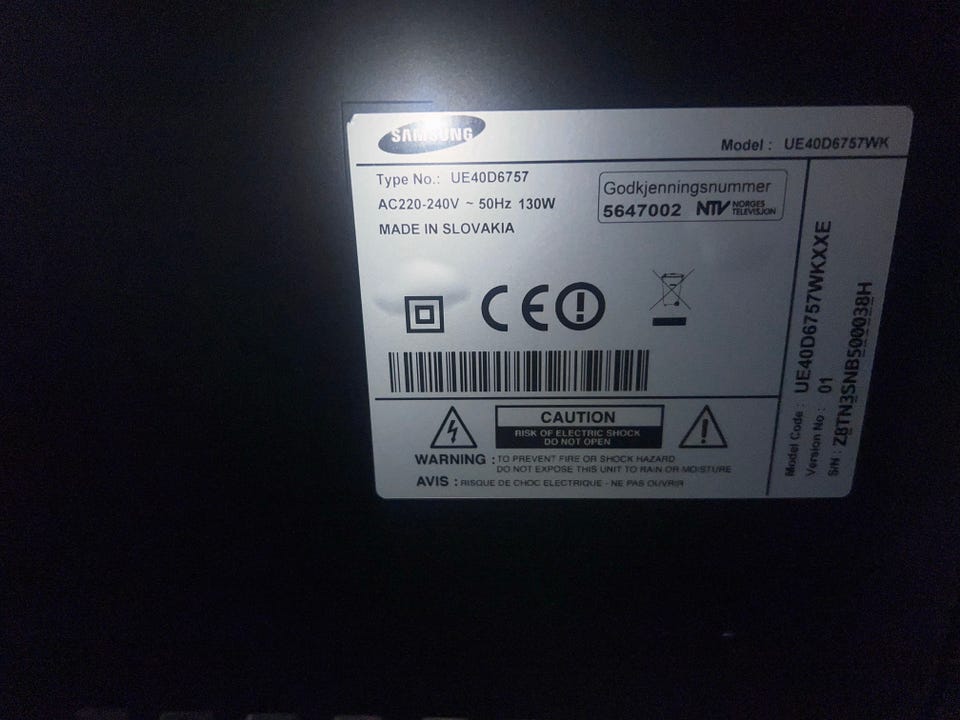 SAMSUNG
Model : UE40D6757WK
Type No.: UE40D6757
AC220-240V ~ 50Hz 130W
MADE IN SLOVAKIA
Godkjenningsnummer
5647002 NTV NORGES TELEVISJON
CE
CAUTION
RISK OF ELECTRIC SHOCK
DO NOT OPEN
WARNING : TO PREVENT FIRE OR SHOCK HAZARD
DO NOT EXPOSE THIS UNIT TO RAIN OR MOISTURE
AVIS : RISQUE DE CHOC ELECTRIQUE - NE PAS OUVRIR
Model Code : UE40D6757WKXXE
Version No : 01
S/N : Z8TN3SNB500038H